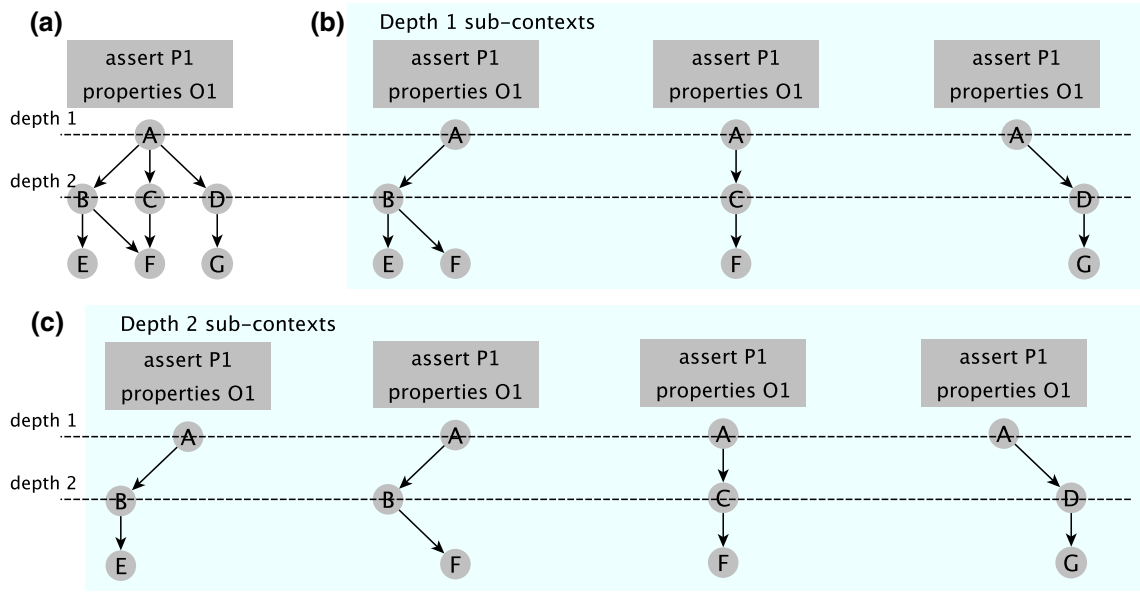 (a)
assert P1
properties O1
depth 1
A
depth 2
B C D
E F G
(b)
Depth 1 sub-contexts
assert P1 assert P1 assert P1
properties O1 properties O1 properties O1
A A A
B C D
E F F G
(c)
Depth 2 sub-contexts
assert P1 assert P1 assert P1 assert P1
properties O1 properties O1 properties O1 properties O1
depth 1
A A A A
depth 2
B B C D
E F F G